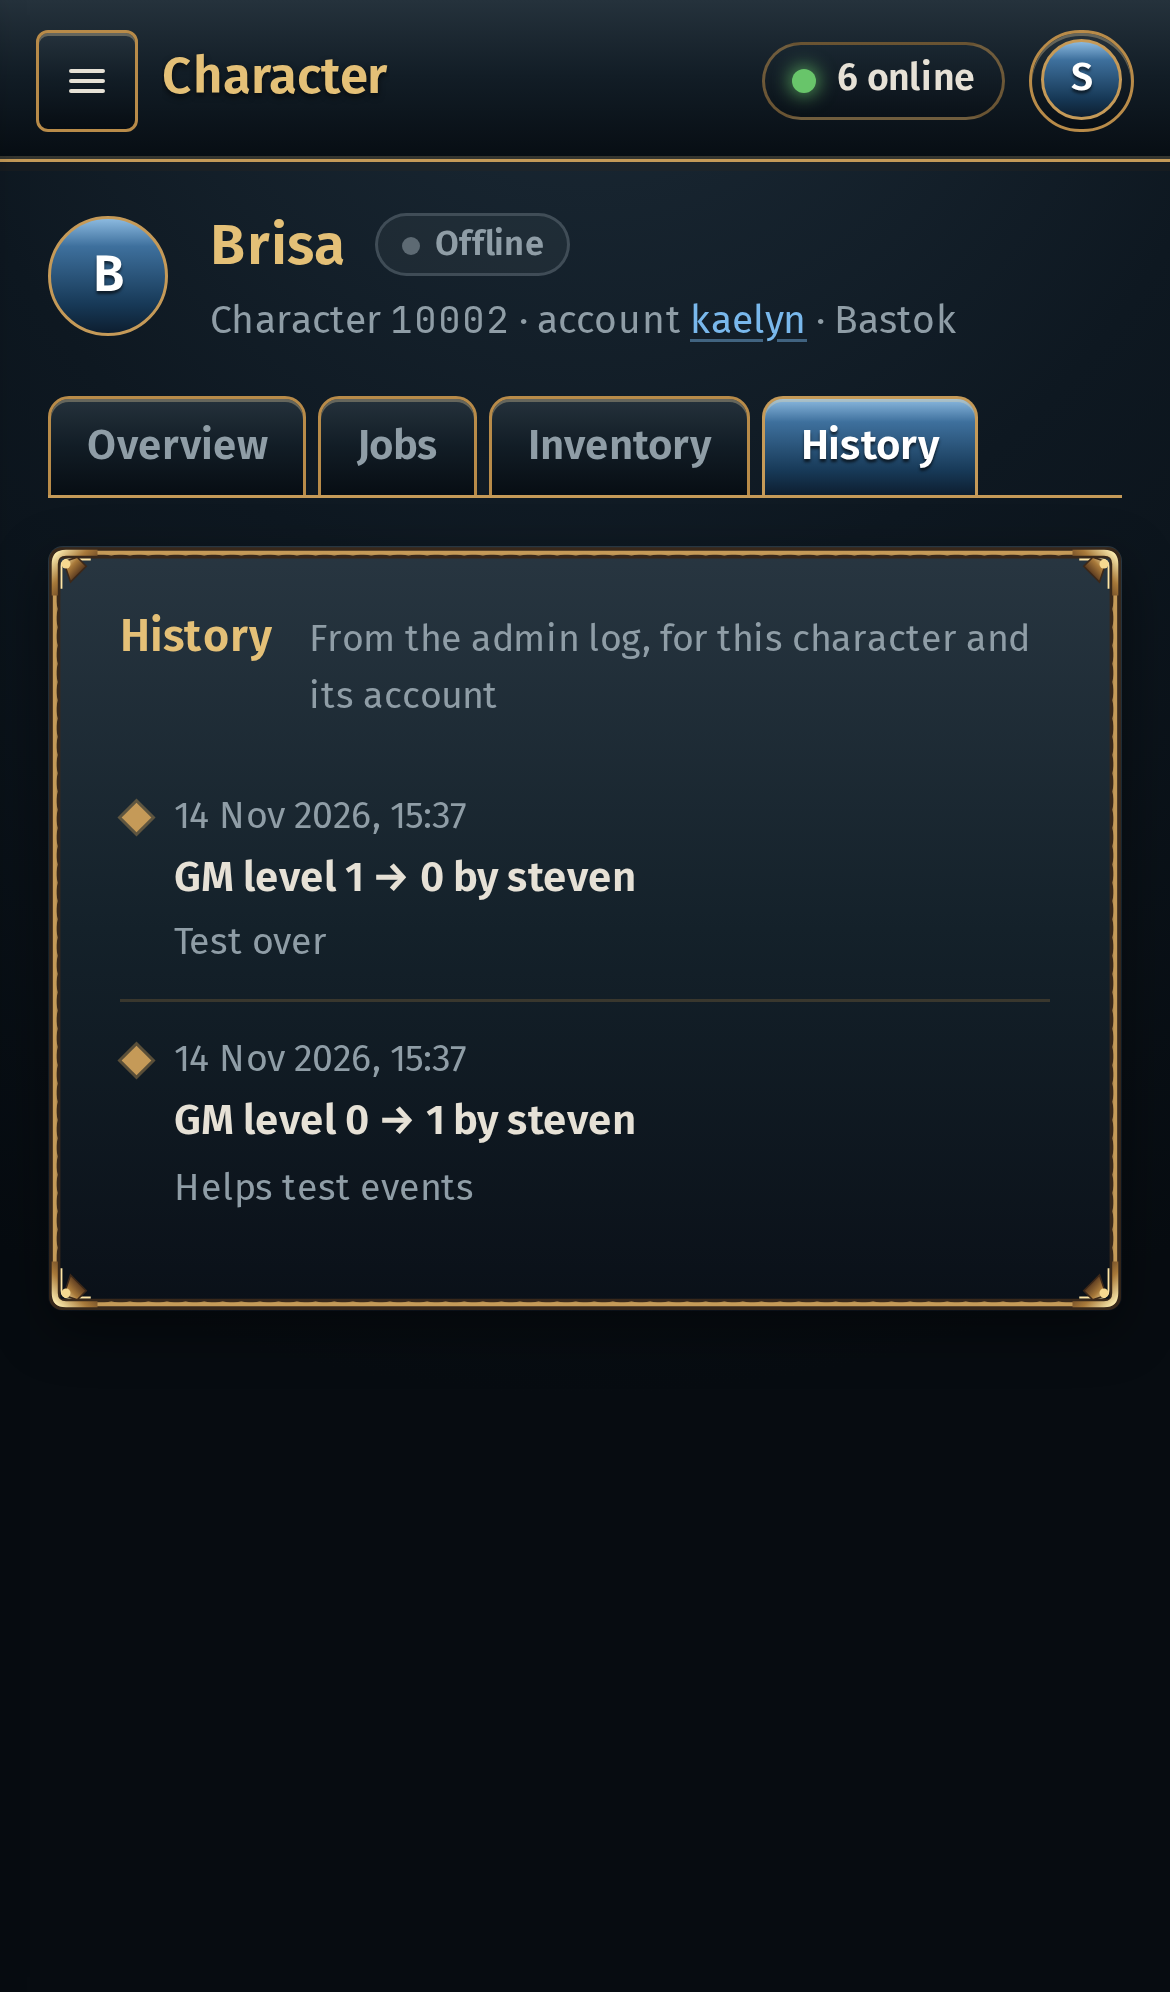 Character
6 online
S
B
Brisa
Offline
Character 10002 · account kaelyn · Bastok
Overview
Jobs
Inventory
History
History
From the admin log, for this character and
its account
14 Nov 2026, 15:37
GM level 1 → 0 by steven
Test over
14 Nov 2026, 15:37
GM level 0 → 1 by steven
Helps test events